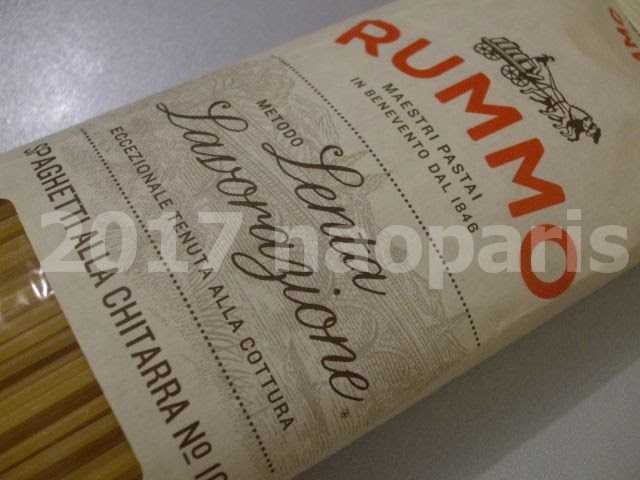 RUMMO
MAESTRI PASTAI
IN BENEVENTO DAL 1846
METODO
Lenta
Lavorazione
®
ECCEZIONALE TENUTA ALLA COTTURA
SPAGHETTI ALLA CHITARRA Nº
2017 naoparis